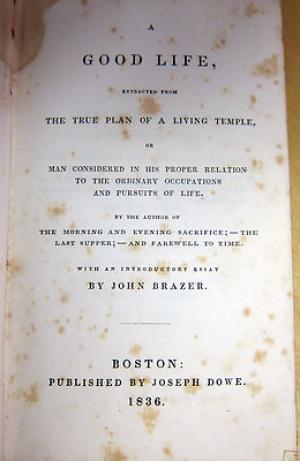 A
GOOD LIFE,
EXTRACTED FROM
THE TRUE PLAN OF A LIVING TEMPLE,
OR
MAN CONSIDERED IN HIS PROPER RELATION
TO THE ORDINARY OCCUPATIONS
AND PURSUITS OF LIFE.
BY THE AUTHOR OF
THE MORNING AND EVENING SACRIFICE;—THE
LAST SUPPER;—AND FAREWELL TO TIME.
WITH AN INTRODUCTORY ESSAY
BY JOHN BRAZER.
BOSTON:
PUBLISHED BY JOSEPH DOWE.
1836.